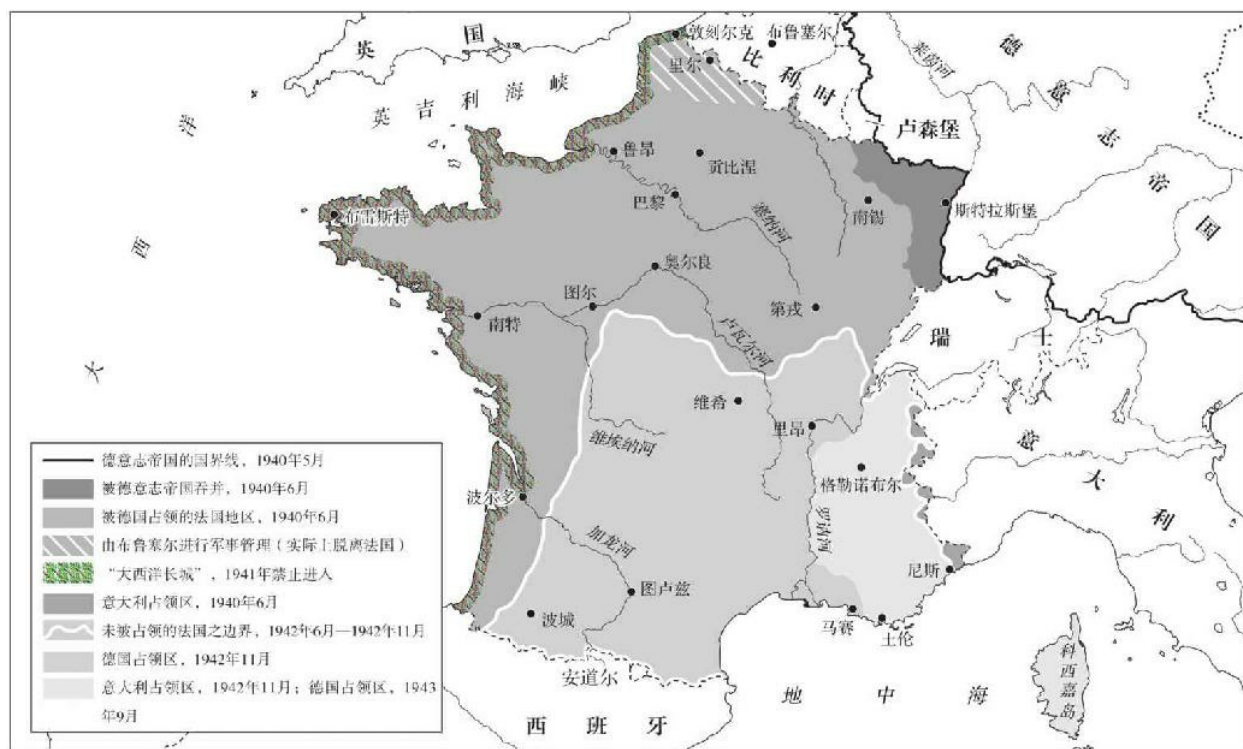 英 国
敦刻尔克
布鲁塞尔
里尔
比利时
莱茵河
德意志帝国
英吉利海峡
大西洋
卢森堡
鲁昂
贡比涅
巴黎
塞纳河
南锡
斯特拉斯堡
布雷斯特
奥尔良
图尔
南特
第戎
卢瓦尔河
瑞士
维希
里昂
维埃纳河
意大利
格勒诺布尔
波尔多
加龙河
罗讷河
尼斯
图卢兹
波城
马赛
土伦
安道尔
西班牙
地中海
科西嘉岛
德意志帝国的国界线，1940年5月
被德意志帝国吞并，1940年6月
被德国占领的法国地区，1940年6月
由布鲁塞尔进行军事管理（实际上脱离法国）
“大西洋长城”，1941年禁止进入
意大利占领区，1940年6月
未被占领的法国之边界，1942年6月—1942年11月
德国占领区，1942年11月
意大利占领区，1942年11月；德国占领区，1943
年9月